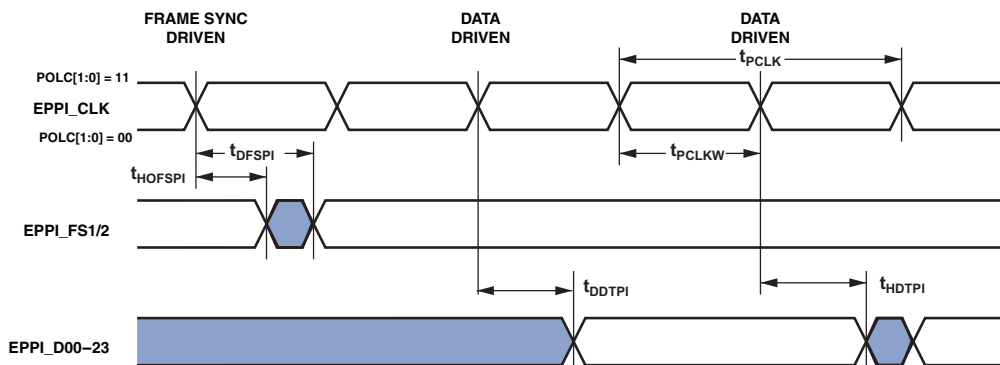 FRAME SYNC
DRIVEN
DATA
DRIVEN
DATA
DRIVEN
tPCLK
POLC[1:0] = 11
EPPI_CLK
POLC[1:0] = 00
tDFSPI
tPCLKW
tHOFSPI
EPPI_FS1/2
tDDTPI
tHDTPI
EPPI_D00–23